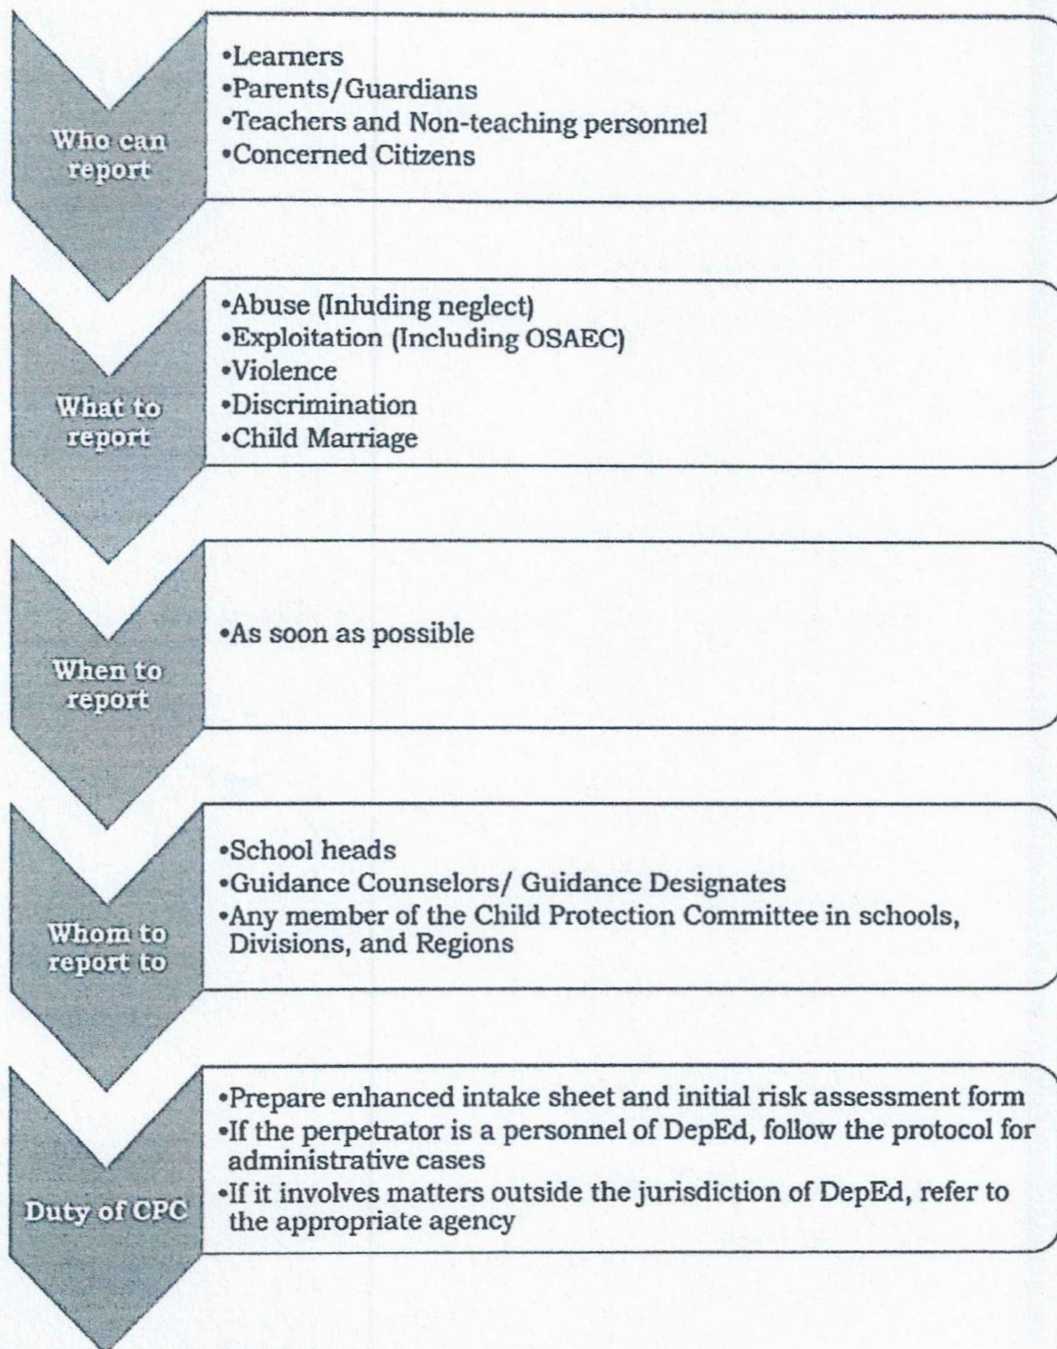 Who can
report
•Learners
•Parents/Guardians
•Teachers and Non-teaching personnel
•Concerned Citizens
What to
report
•Abuse (Inluding neglect)
•Exploitation (Including OSAEC)
•Violence
•Discrimination
•Child Marriage
When to
report
•As soon as possible
Whom to
report to
•School heads
•Guidance Counselors/ Guidance Designates
•Any member of the Child Protection Committee in schools,
Divisions, and Regions
Duty of CPC
•Prepare enhanced intake sheet and initial risk assessment form
•If the perpetrator is a personnel of DepEd, follow the protocol for
administrative cases
•If it involves matters outside the jurisdiction of DepEd, refer to
the appropriate agency